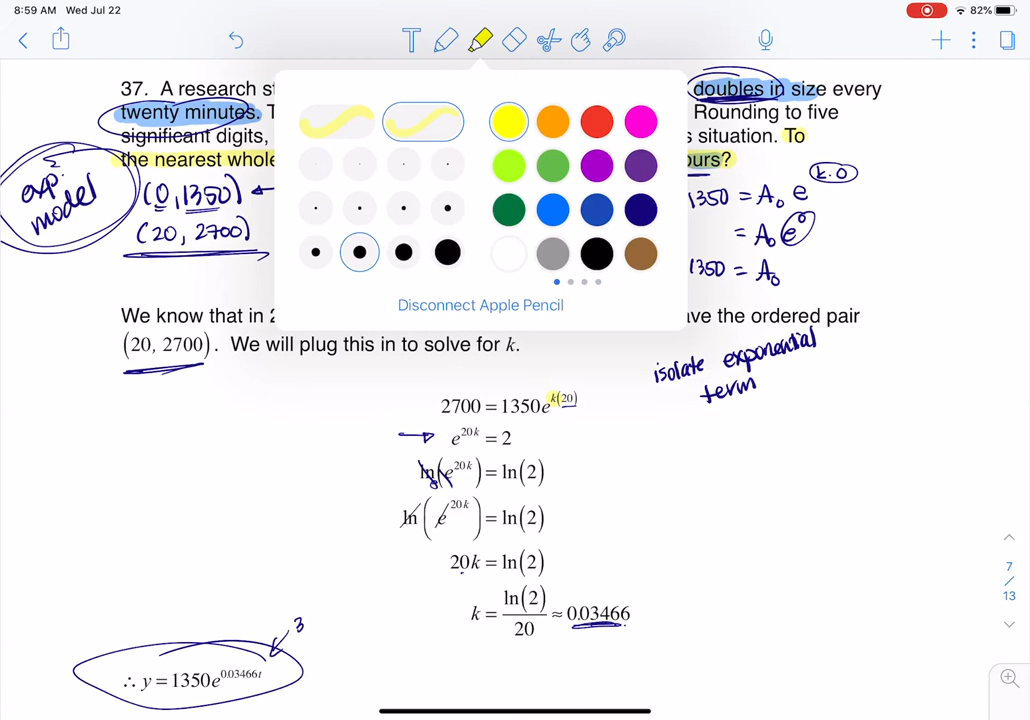 8:59 AM Wed Jul 22
82%
T
37. A research s
doubles in size every
twenty minutes. T
Rounding to five
significant digits,
s situation. To
the nearest whole
ours?
exp.
model
(0, 1350)
(20, 2700)
k·0
1350 = A₀ e
= A₀ e⁰
1350 = A₀
Disconnect Apple Pencil
We know that in 2
ave the ordered pair
(20, 2700). We will plug this in to solve for k.
isolate exponential
term
2700 = 1350e^{k(20)}
e^{20k} = 2
ln(e^{20k}) = ln(2)
ln(e^{20k}) = ln(2)
20k = ln(2)
k = ln(2)/20 ≈ 0.03466
3
∴ y = 1350e^{0.03466t}
7
/
13